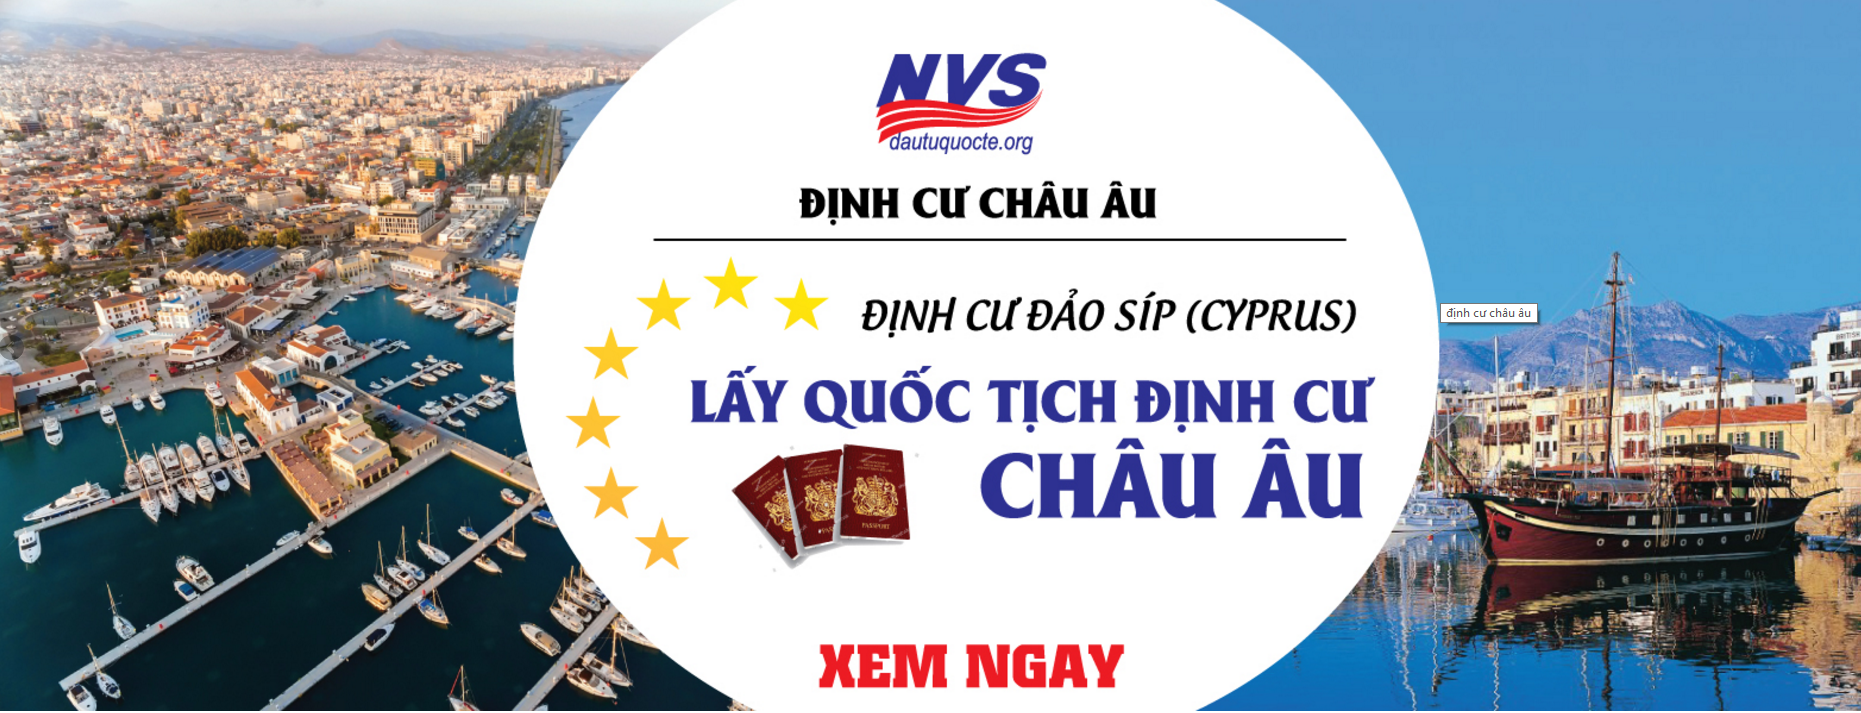 NVS
dautuquocte.org
ĐỊNH CƯ CHÂU ÂU
ĐỊNH CƯ ĐẢO SÍP (CYPRUS)
định cư châu âu
LẤY QUỐC TỊCH ĐỊNH CƯ
CHÂU ÂU
PASSPORT
XEM NGAY